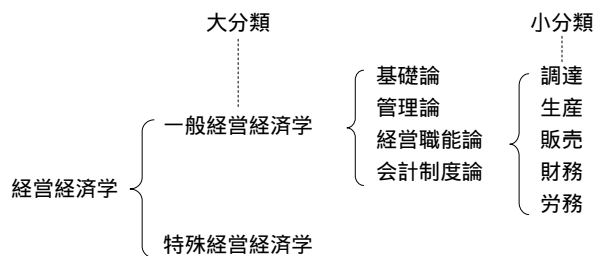 大分類
小分類
基礎論
調達
管理論
生産
一般経営経済学
経営職能論
販売
会計制度論
財務
経営経済学
労務
特殊経営経済学